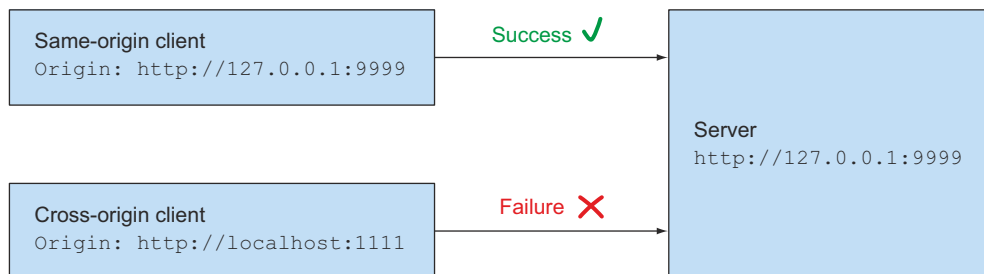 Same-origin client
Origin: http://127.0.0.1:9999
Success
Server
http://127.0.0.1:9999
Cross-origin client
Origin: http://localhost:1111
Failure